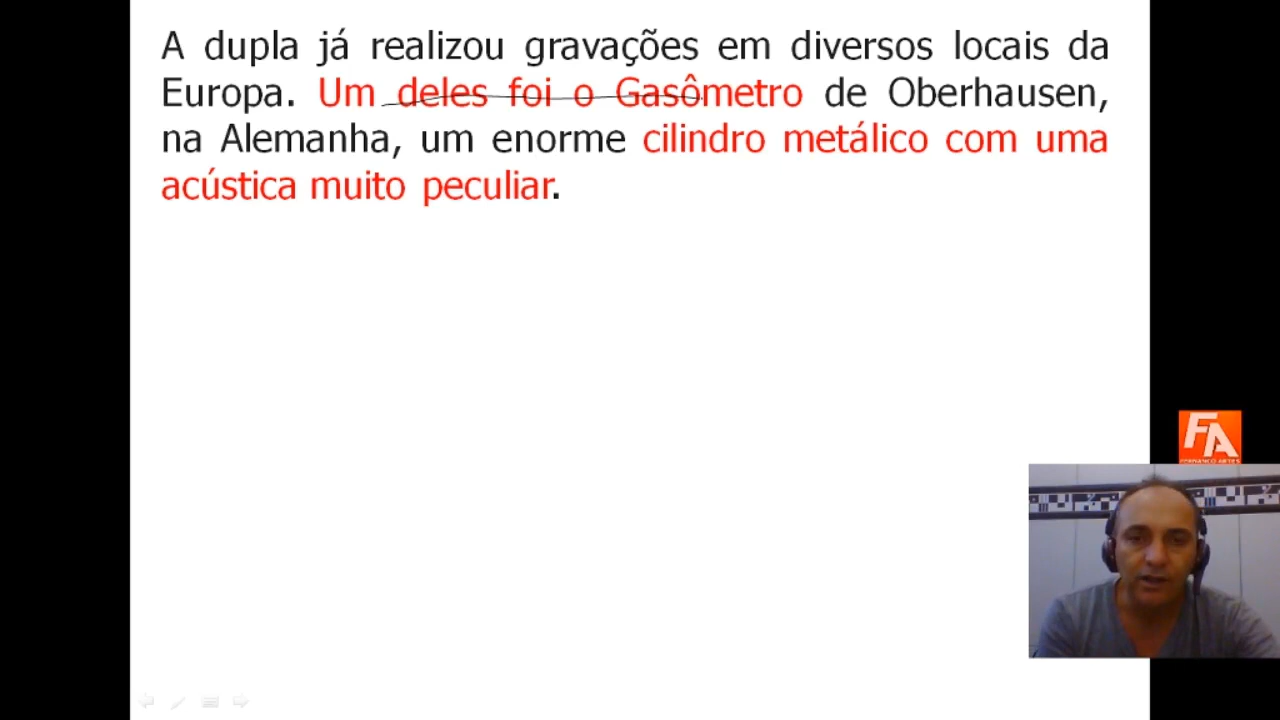 A dupla já realizou gravações em diversos locais da
Europa. Um deles foi o Gasômetro de Oberhausen,
na Alemanha, um enorme cilindro metálico com uma
acústica muito peculiar.
FA